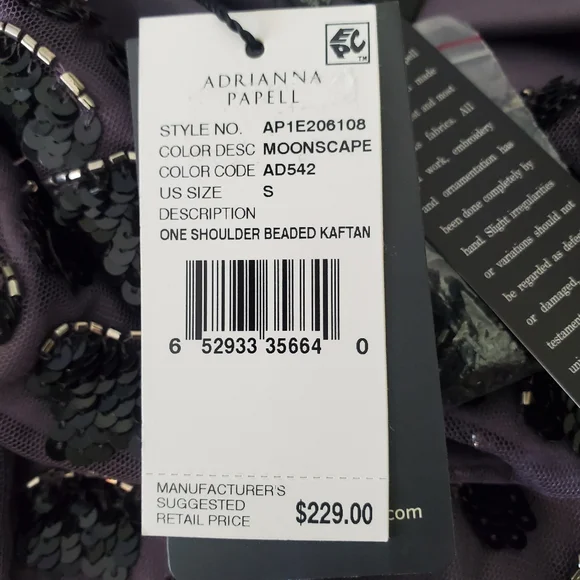 EPC
TM
ADRIANNA
PAPELL
STYLE NO. AP1E206108
COLOR DESC MOONSCAPE
COLOR CODE AD542
US SIZE S
DESCRIPTION
ONE SHOULDER BEADED KAFTAN
6 52933 35664 0
MANUFACTURER'S
SUGGESTED
RETAIL PRICE $229.00
.com
made
and most
fabrics. All
work, embroidery
and ornamentation has
been done completely by
hand. Slight irregularities
or variations should not
be regarded as
or damaged,